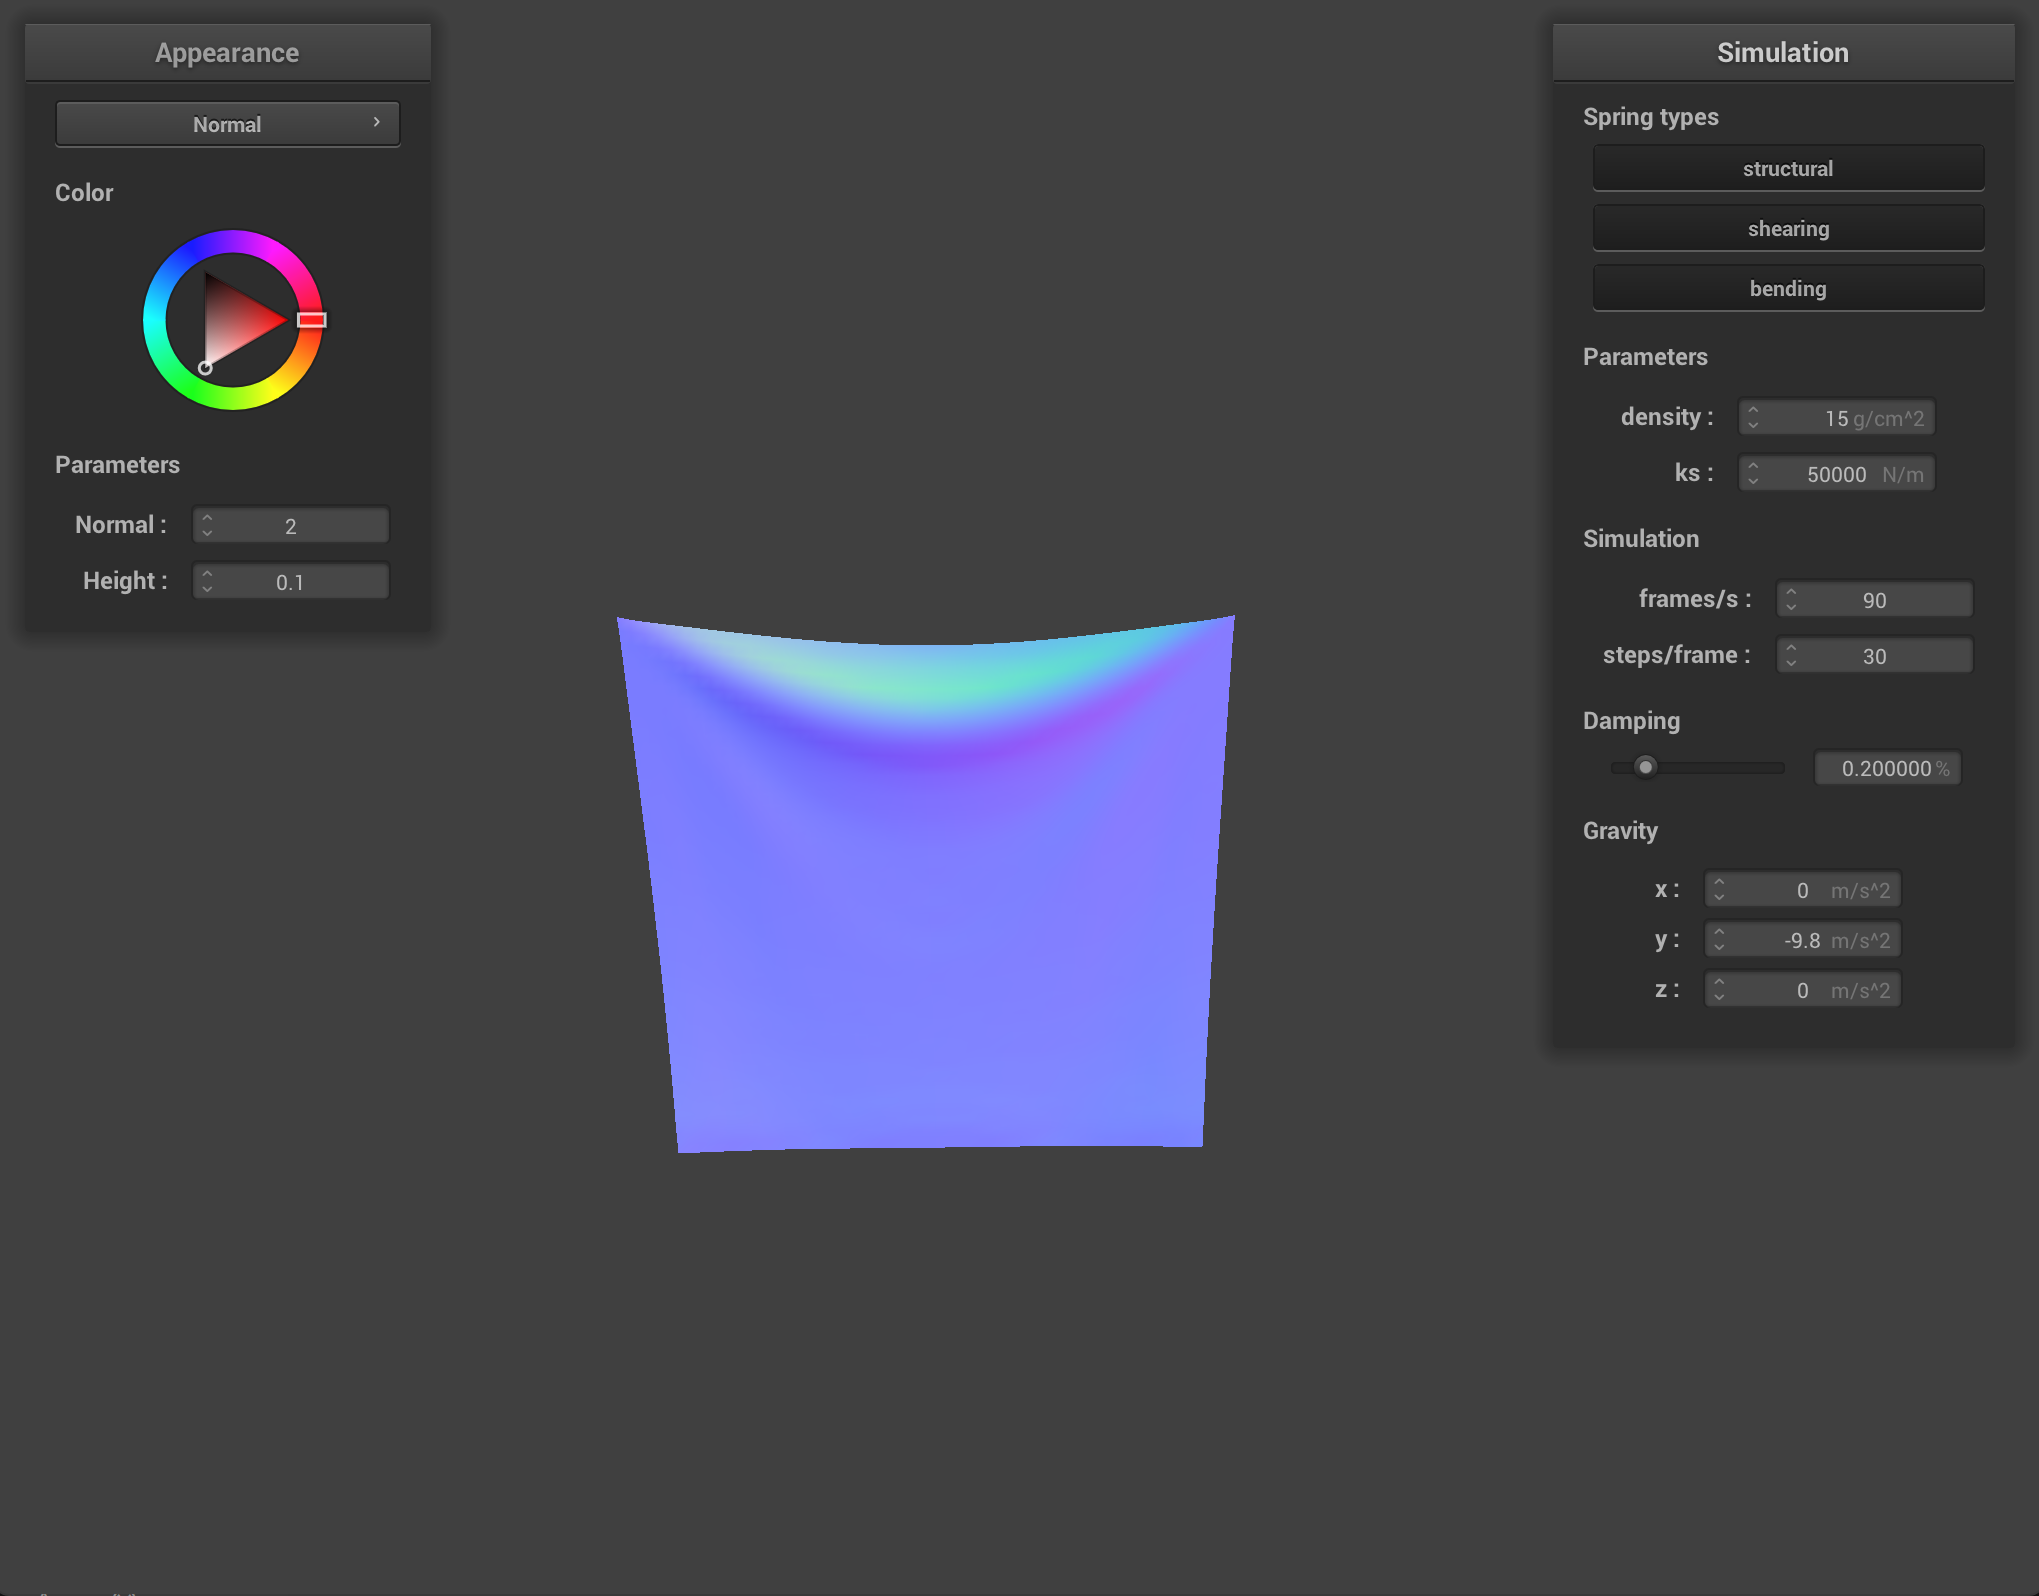 Appearance
Normal
Color
Parameters
Normal : 2
Height : 0.1
Simulation
Spring types
structural
shearing
bending
Parameters
density : 15 g/cm^2
ks : 50000 N/m
Simulation
frames/s : 90
steps/frame : 30
Damping
0.200000 %
Gravity
x : 0 m/s^2
y : -9.8 m/s^2
z : 0 m/s^2